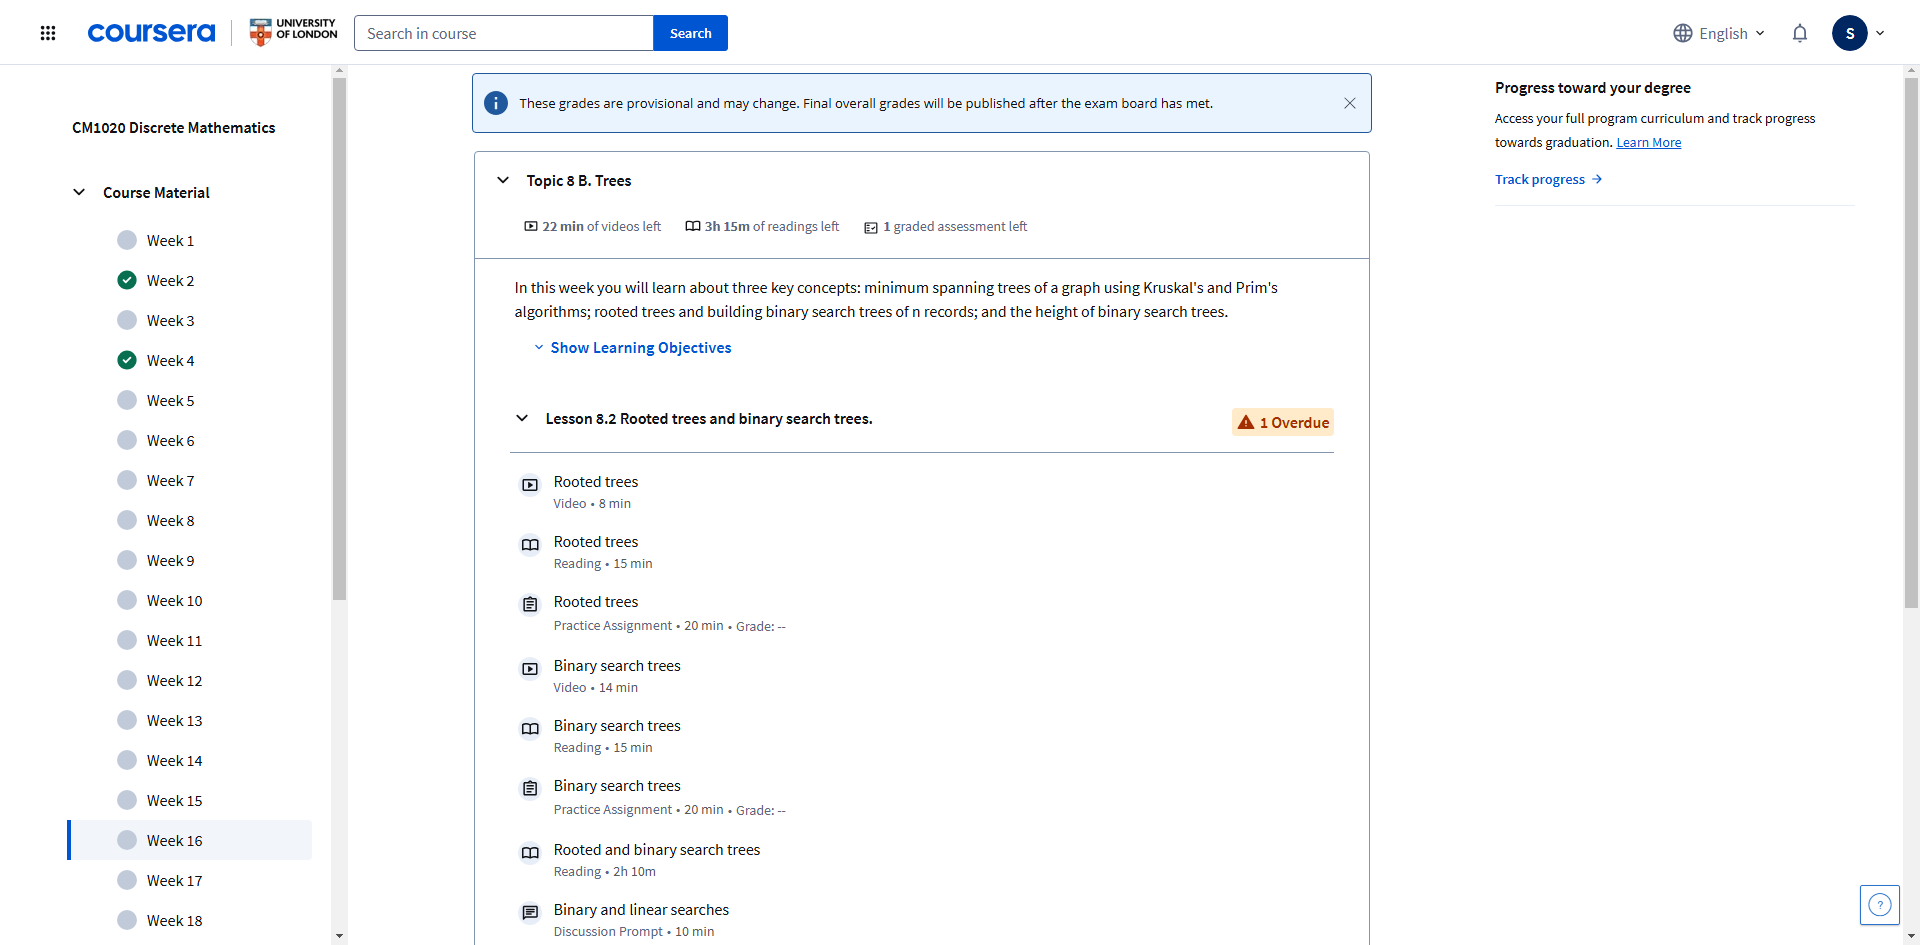 coursera
UNIVERSITY
OF LONDON
Search in course
Search
English
S
CM1020 Discrete Mathematics
Course Material
Week 1
Week 2
Week 3
Week 4
Week 5
Week 6
Week 7
Week 8
Week 9
Week 10
Week 11
Week 12
Week 13
Week 14
Week 15
Week 16
Week 17
Week 18
These grades are provisional and may change. Final overall grades will be published after the exam board has met.
Topic 8 B. Trees
22 min of videos left
3h 15m of readings left
1 graded assessment left
In this week you will learn about three key concepts: minimum spanning trees of a graph using Kruskal's and Prim's
algorithms; rooted trees and building binary search trees of n records; and the height of binary search trees.
Show Learning Objectives
Lesson 8.2 Rooted trees and binary search trees.
1 Overdue
Rooted trees
Video • 8 min
Rooted trees
Reading • 15 min
Rooted trees
Practice Assignment • 20 min • Grade: --
Binary search trees
Video • 14 min
Binary search trees
Reading • 15 min
Binary search trees
Practice Assignment • 20 min • Grade: --
Rooted and binary search trees
Reading • 2h 10m
Binary and linear searches
Discussion Prompt • 10 min
Progress toward your degree
Access your full program curriculum and track progress
towards graduation. Learn More
Track progress →
?